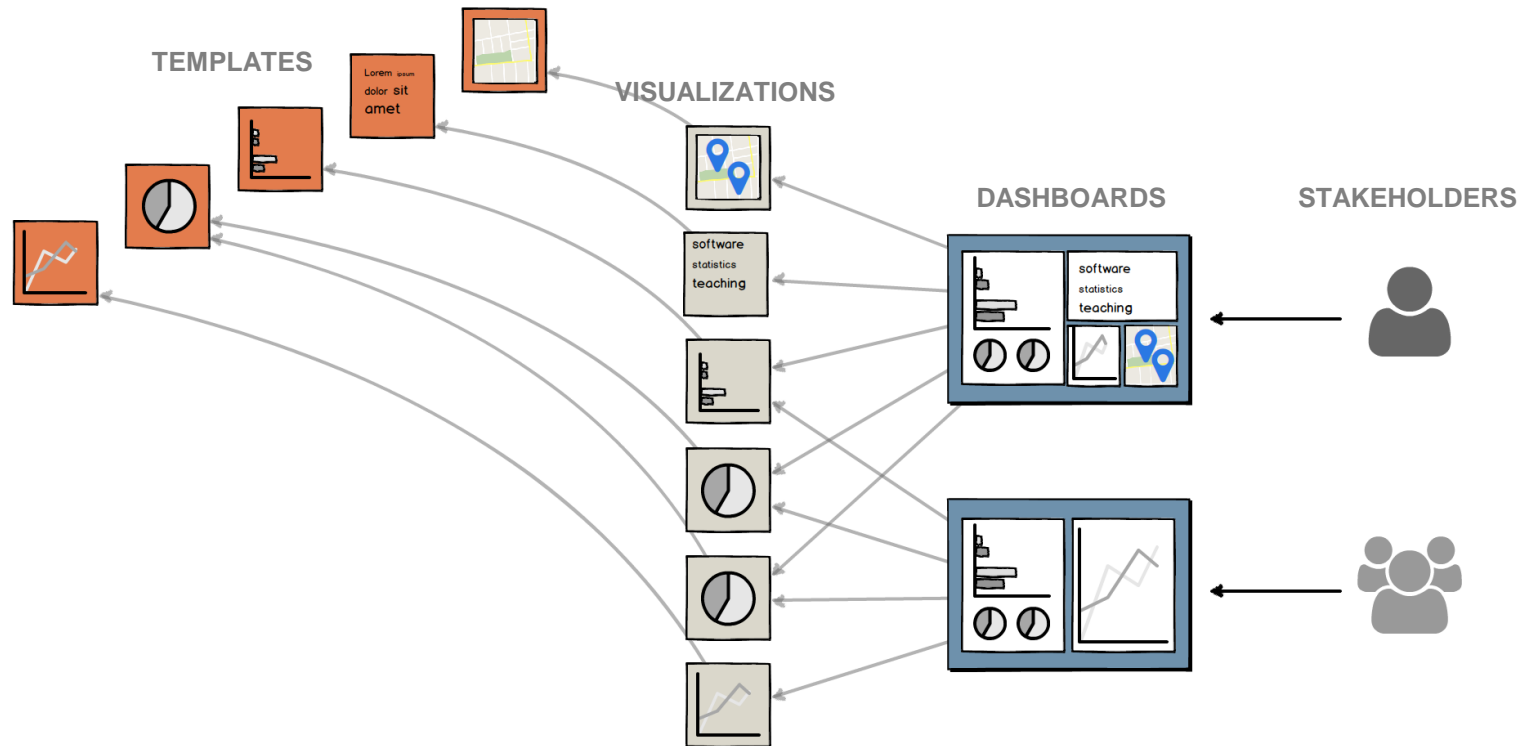 TEMPLATES
Lorem ipsum
dolor sit
amet
VISUALIZATIONS
software
statistics
teaching
DASHBOARDS
software
statistics
teaching
STAKEHOLDERS